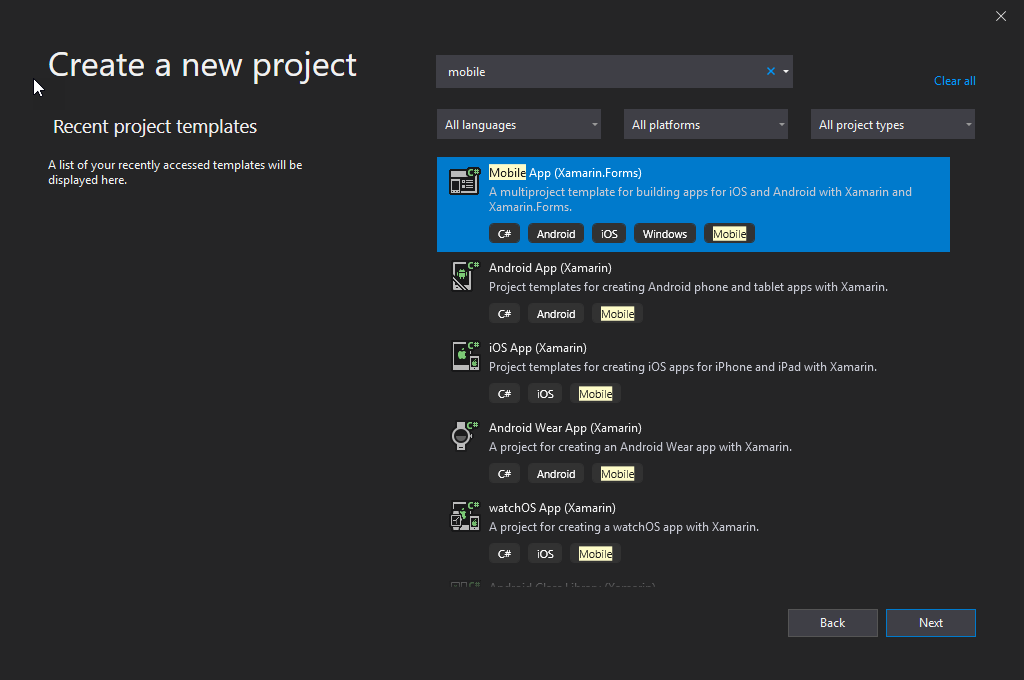 Create a new project
Recent project templates
A list of your recently accessed templates will be
displayed here.
mobile
Clear all
All languages
All platforms
All project types
Mobile App (Xamarin.Forms)
A multiproject template for building apps for iOS and Android with Xamarin and
Xamarin.Forms.
C# Android iOS Windows Mobile
Android App (Xamarin)
Project templates for creating Android phone and tablet apps with Xamarin.
C# Android Mobile
iOS App (Xamarin)
Project templates for creating iOS apps for iPhone and iPad with Xamarin.
C# iOS Mobile
Android Wear App (Xamarin)
A project for creating an Android Wear app with Xamarin.
C# Android Mobile
watchOS App (Xamarin)
A project for creating a watchOS app with Xamarin.
C# iOS Mobile
Android Class Library (Xamarin)
Back
Next